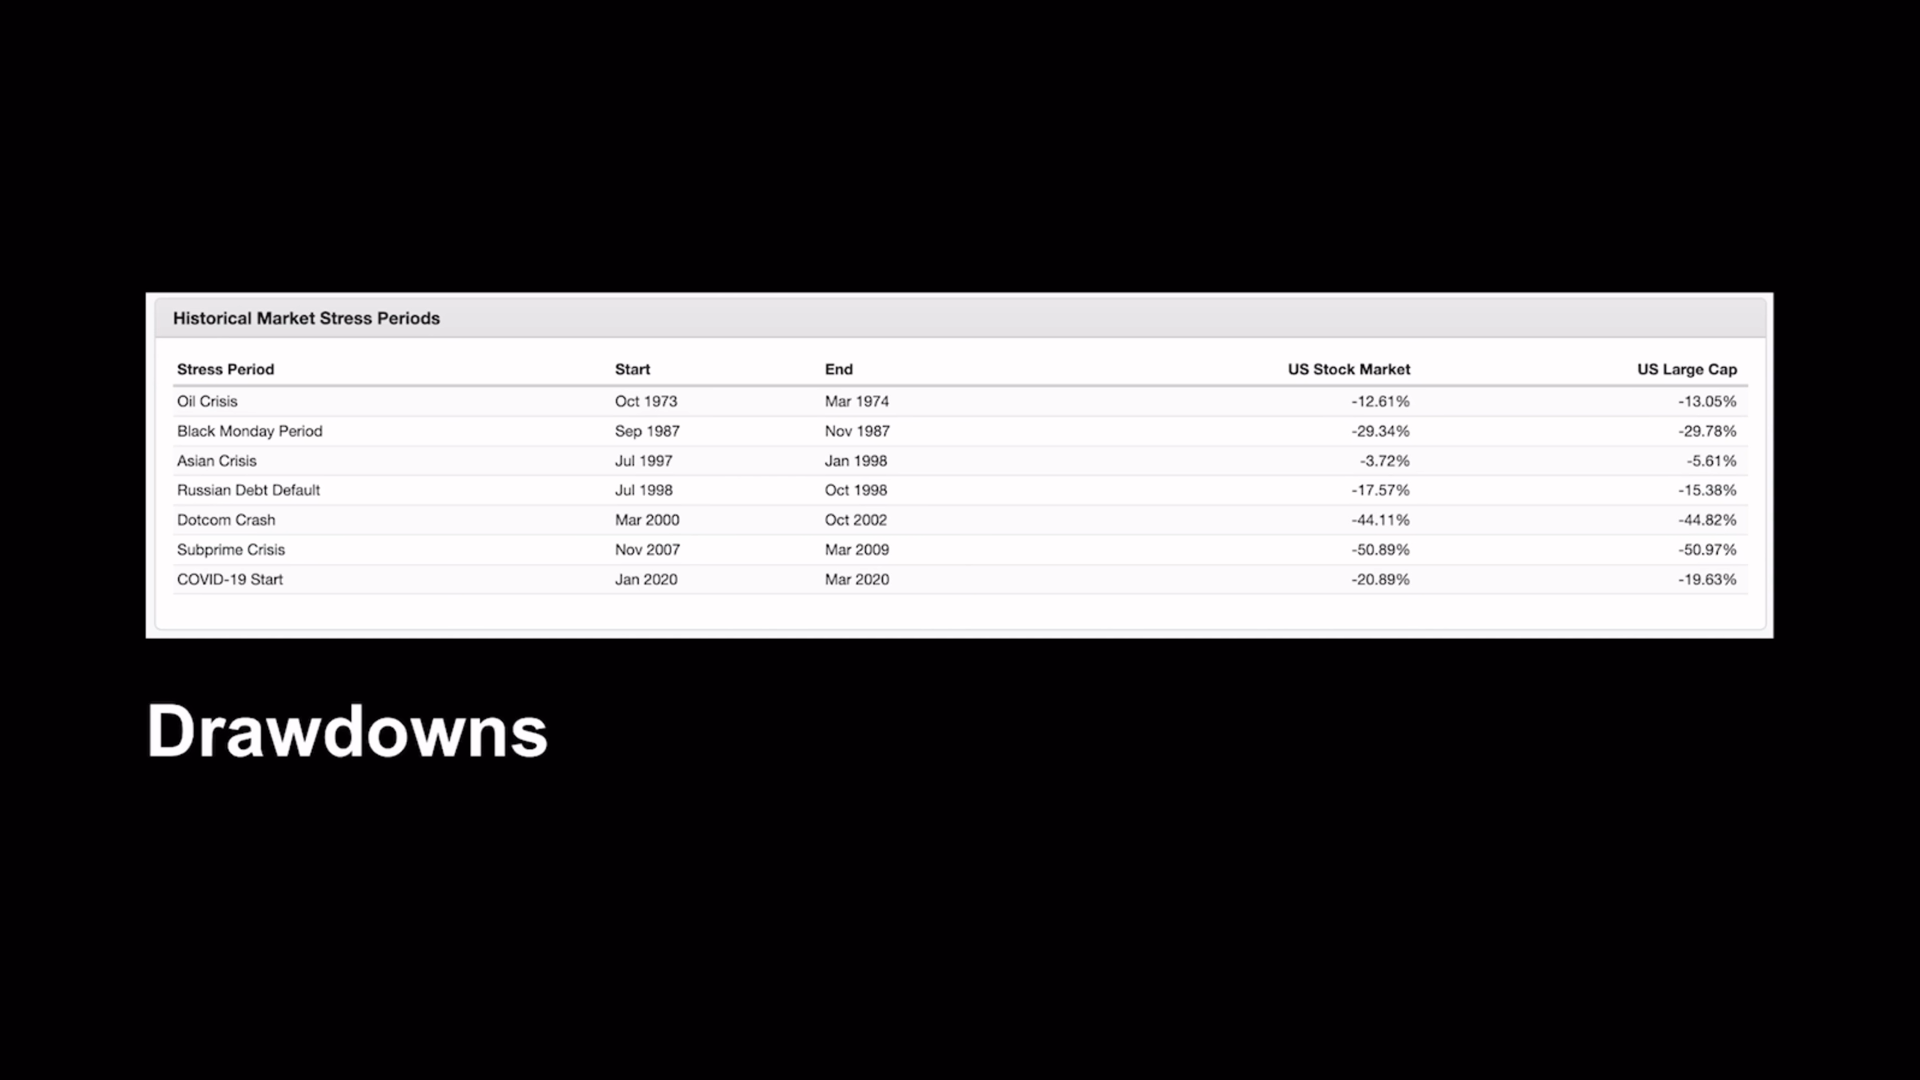 Historical Market Stress Periods
Stress Period Start End US Stock Market US Large Cap
Oil Crisis Oct 1973 Mar 1974 -12.61% -13.05%
Black Monday Period Sep 1987 Nov 1987 -29.34% -29.78%
Asian Crisis Jul 1997 Jan 1998 -3.72% -5.61%
Russian Debt Default Jul 1998 Oct 1998 -17.57% -15.38%
Dotcom Crash Mar 2000 Oct 2002 -44.11% -44.82%
Subprime Crisis Nov 2007 Mar 2009 -50.89% -50.97%
COVID-19 Start Jan 2020 Mar 2020 -20.89% -19.63%
Drawdowns